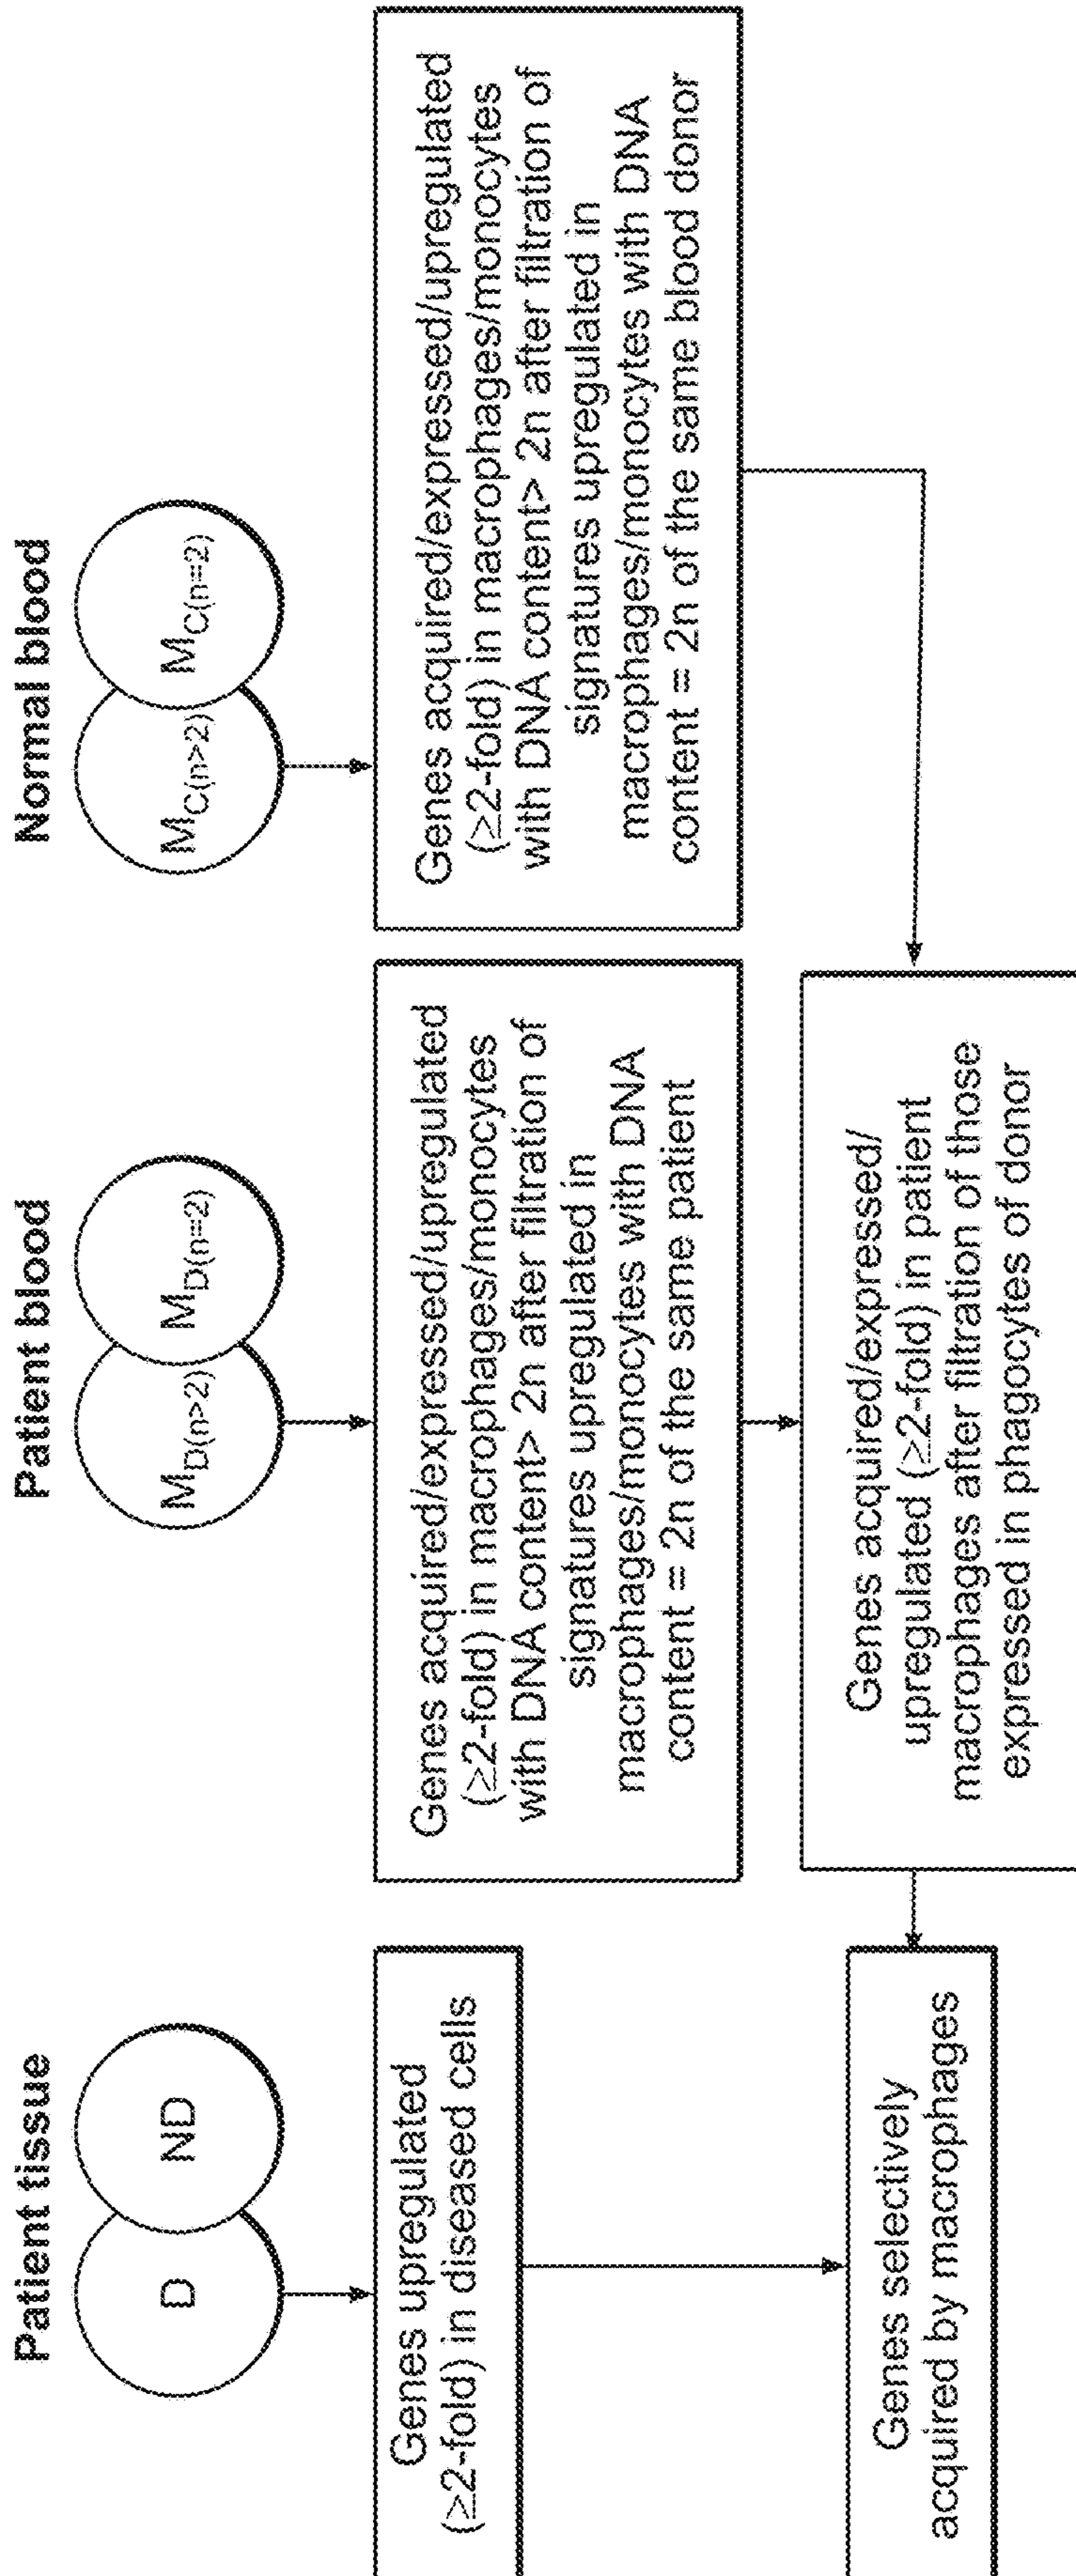 Patient tissue
D
ND
Genes upregulated
(≥2-fold) in diseased cells
Genes selectively
acquired by macrophages
Patient blood
M_D(n>2)
M_D(n=2)
Genes acquired/expressed/upregulated
(≥2-fold) in macrophages/monocytes
with DNA content> 2n after filtration of
signatures upregulated in
macrophages/monocytes with DNA
content = 2n of the same patient
Genes acquired/expressed/
upregulated (≥2-fold) in patient
macrophages after filtration of those
expressed in phagocytes of donor
Normal blood
M_C(n>2)
M_C(n=2)
Genes acquired/expressed/upregulated
(≥2-fold) in macrophages/monocytes
with DNA content> 2n after filtration of
signatures upregulated in
macrophages/monocytes with DNA
content = 2n of the same blood donor